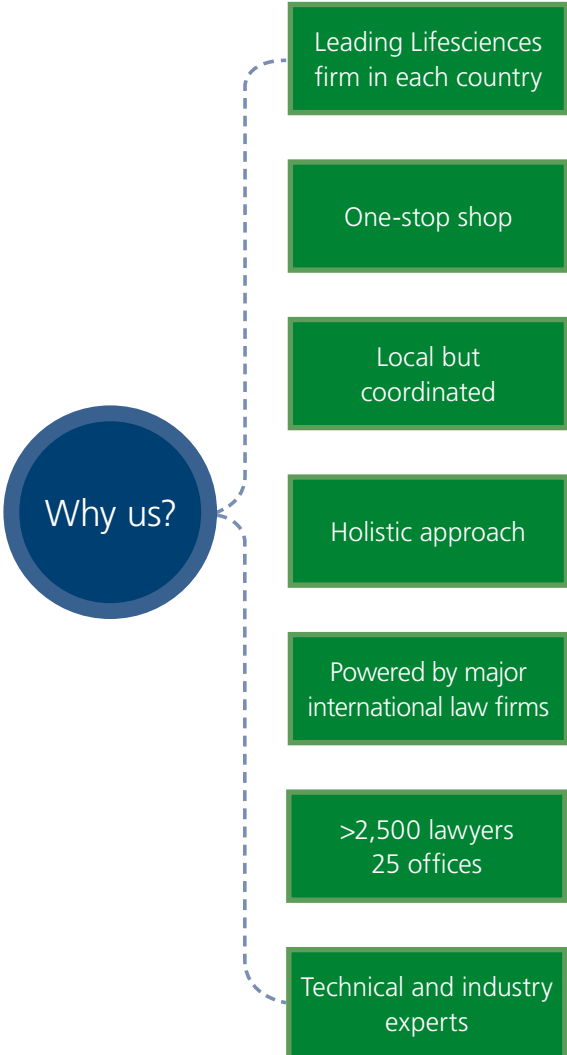 Leading Lifesciences
firm in each country
One-stop shop
Local but
coordinated
Why us?
Holistic approach
Powered by major
international law firms
>2,500 lawyers
25 offices
Technical and industry
experts